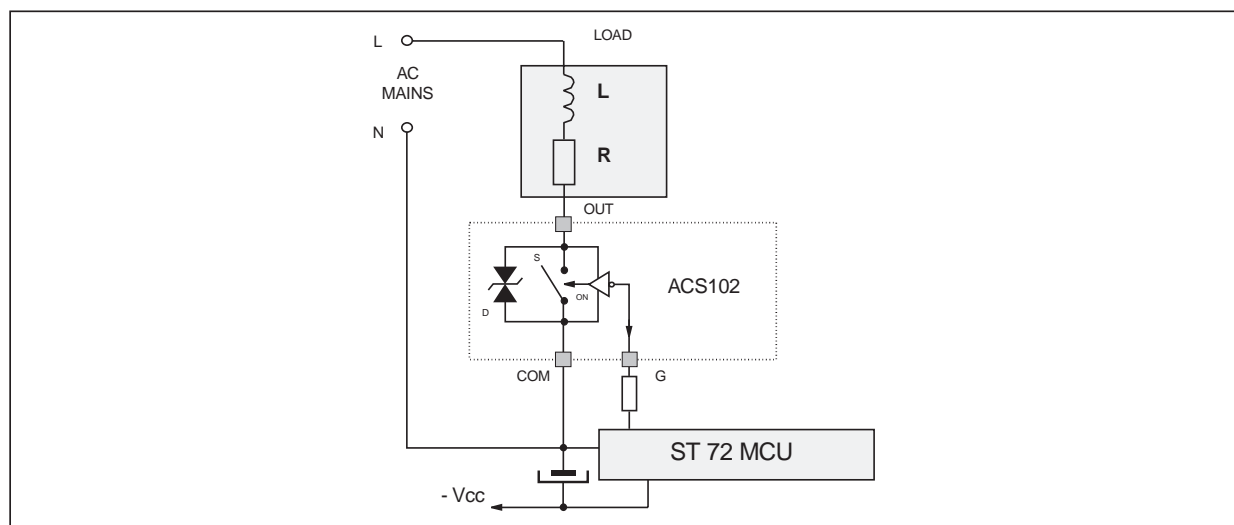 L
LOAD
AC
MAINS
L
N
R
OUT
S
ACS102
ON
D
COM
G
ST 72 MCU
- Vcc